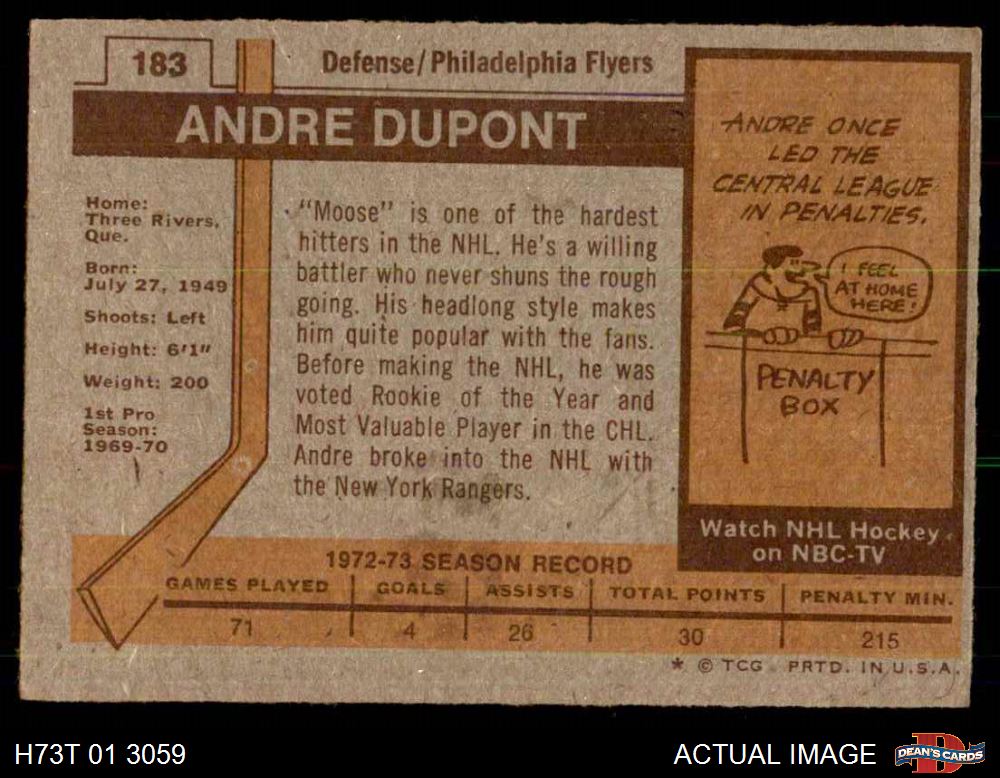 183
Defense/Philadelphia Flyers
ANDRE DUPONT
Home:
Three Rivers,
Que.
Born:
July 27, 1949
Shoots: Left
Height: 6'1"
Weight: 200
1st Pro
Season:
1969-70
"Moose" is one of the hardest
hitters in the NHL. He's a willing
battler who never shuns the rough
going. His headlong style makes
him quite popular with the fans.
Before making the NHL, he was
voted Rookie of the Year and
Most Valuable Player in the CHL.
Andre broke into the NHL with
the New York Rangers.
ANDRE ONCE
LED THE
CENTRAL LEAGUE
IN PENALTIES.
I FEEL
AT HOME
HERE!
PENALTY
BOX
Watch NHL Hockey
on NBC-TV
1972-73 SEASON RECORD
GAMES PLAYED GOALS ASSISTS TOTAL POINTS PENALTY MIN.
71 4 26 30 215
* © TCG PRTD. IN U.S.A.
H73T 01 3059
ACTUAL IMAGE
D
DEAN'S CARDS